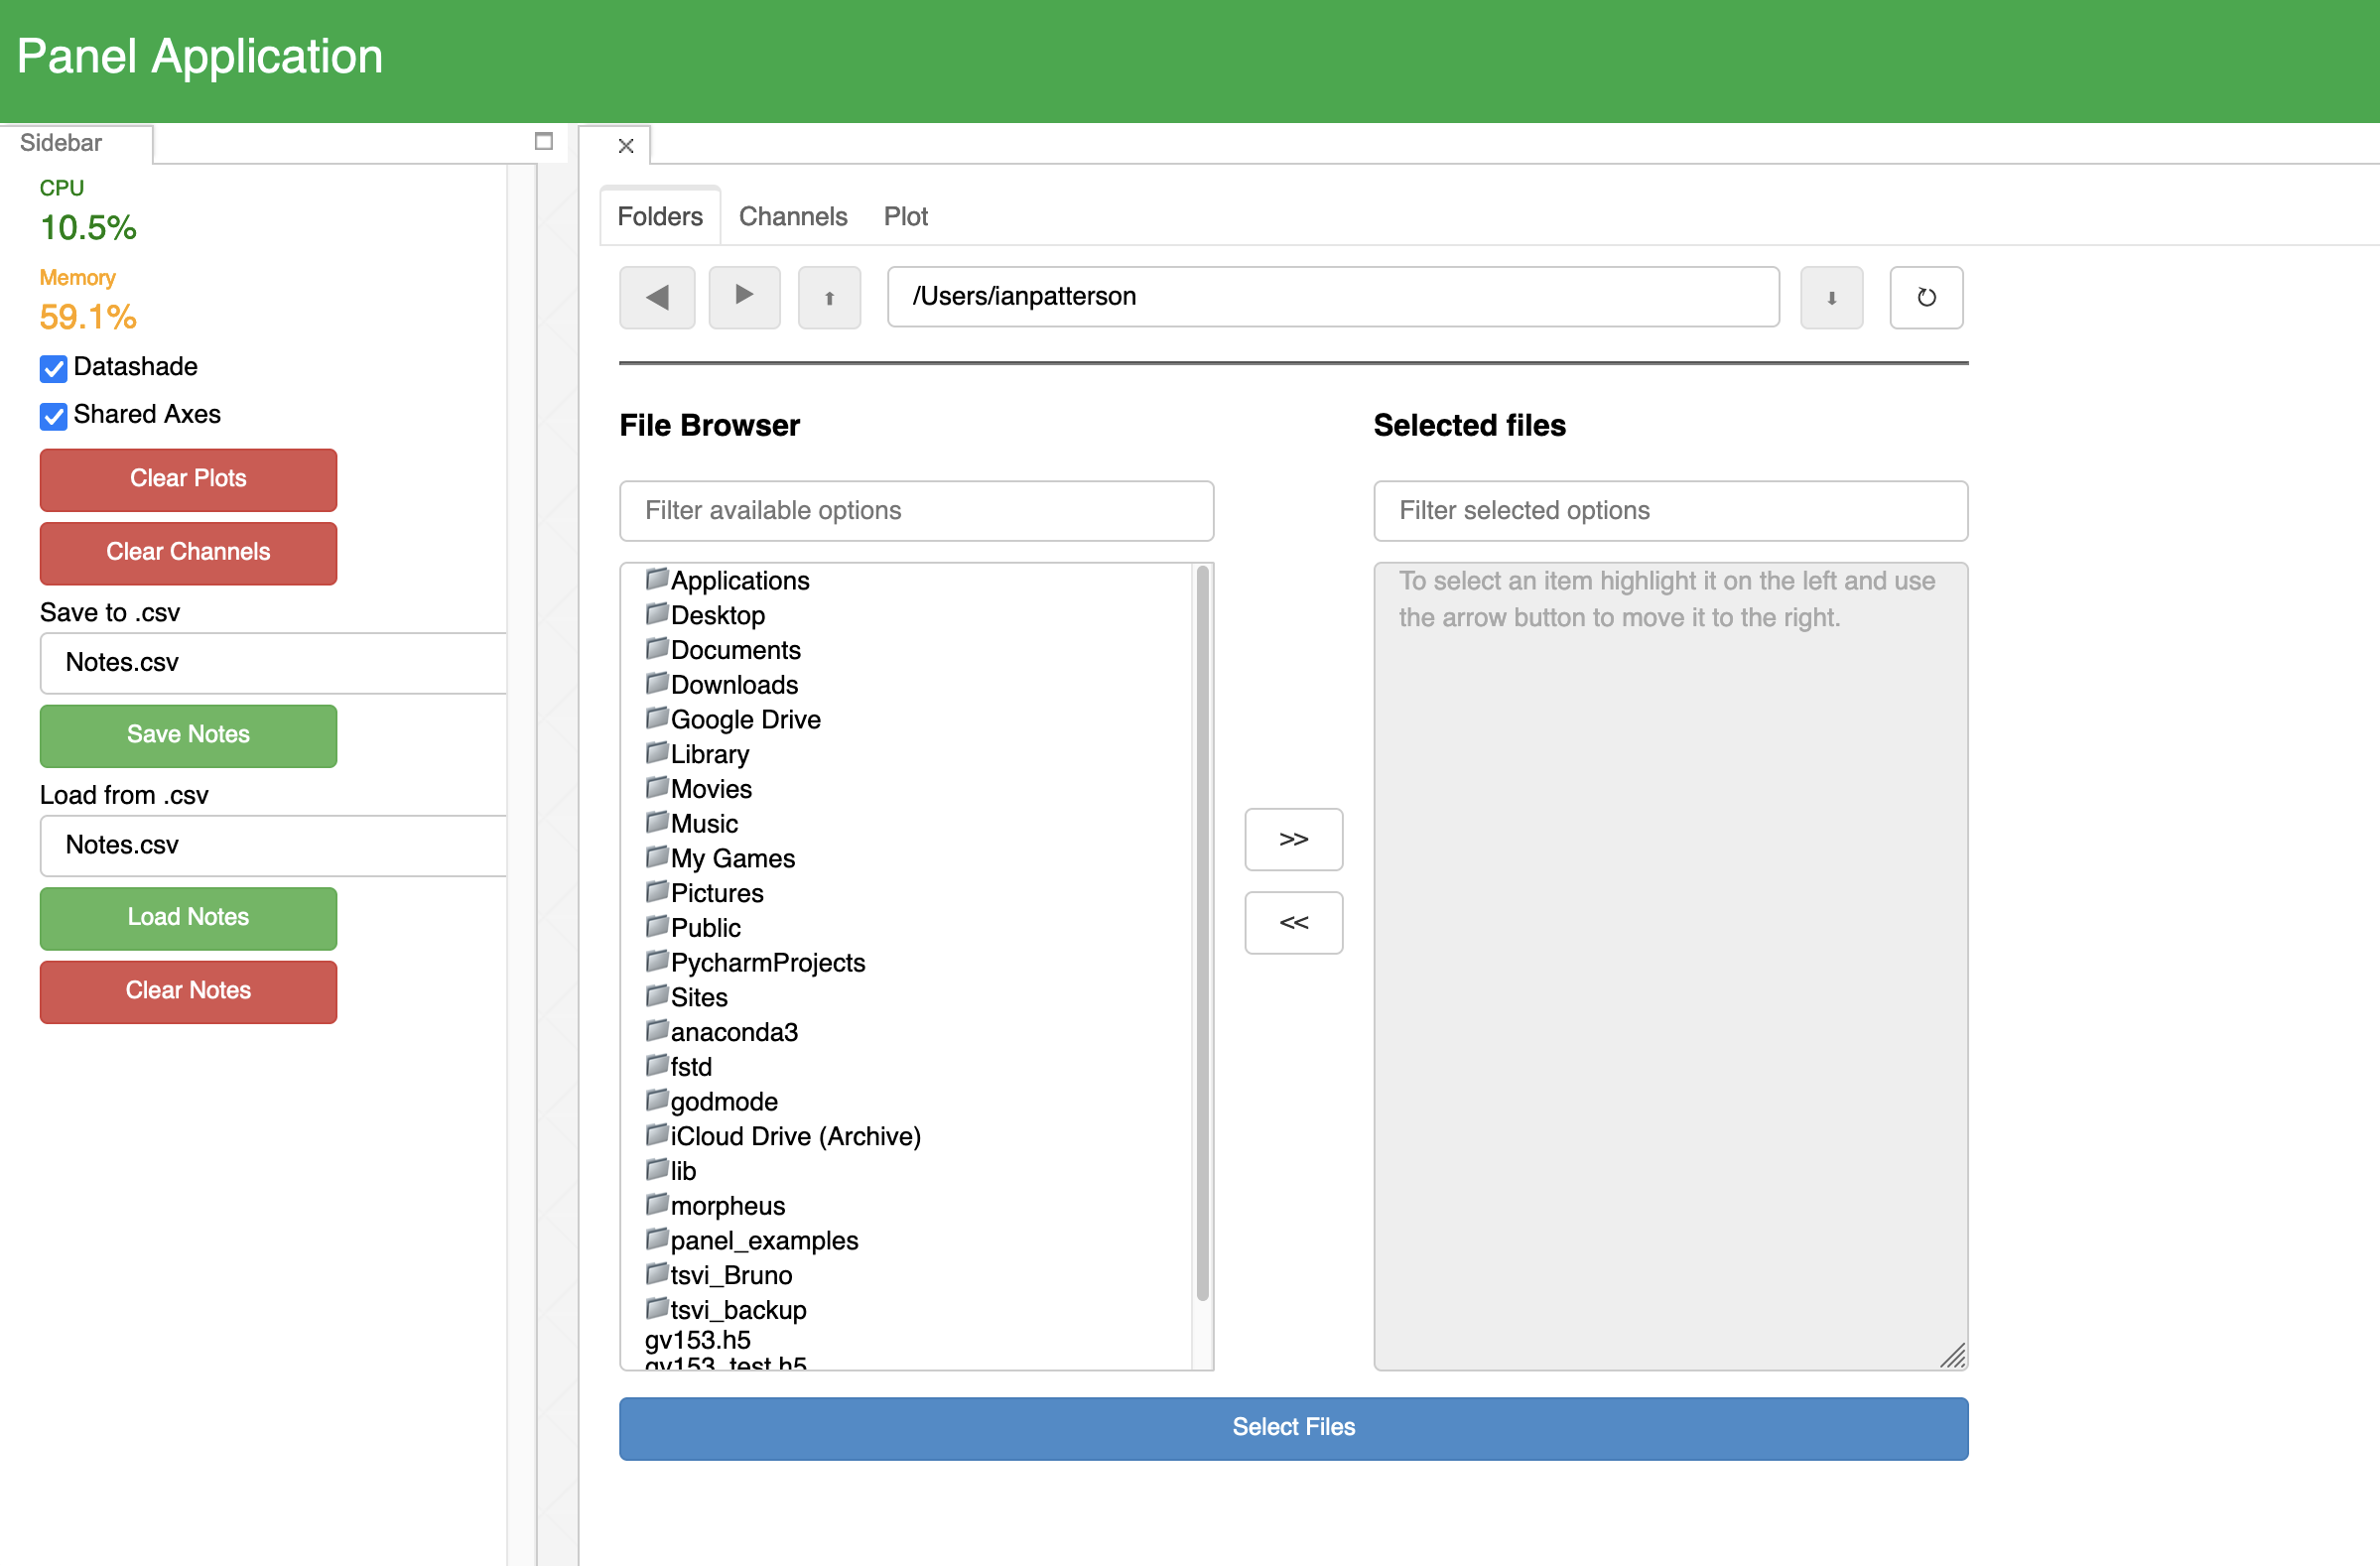 Panel Application
Sidebar
CPU
10.5%
Memory
59.1%
Datashade
Shared Axes
Clear Plots
Clear Channels
Save to .csv
Notes.csv
Save Notes
Load from .csv
Notes.csv
Load Notes
Clear Notes
Folders Channels Plot
/Users/ianpatterson
File Browser
Filter available options
Applications
Desktop
Documents
Downloads
Google Drive
Library
Movies
Music
My Games
Pictures
Public
PycharmProjects
Sites
anaconda3
fstd
godmode
iCloud Drive (Archive)
lib
morpheus
panel_examples
tsvi_Bruno
tsvi_backup
gv153.h5
gv153_test.h5
>>
<<
Selected files
Filter selected options
To select an item highlight it on the left and use
the arrow button to move it to the right.
Select Files